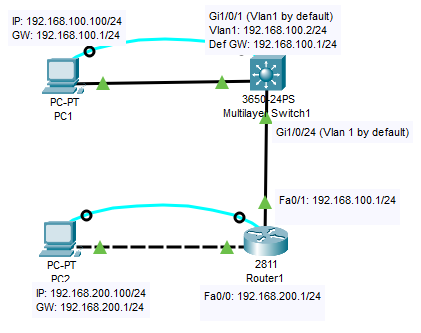 IP: 192.168.100.100/24
GW: 192.168.100.1/24
Gi1/0/1 (Vlan1 by default)
Vlan1: 192.168.100.2/24
Def GW: 192.168.100.1/24
PC-PT
PC1
3650-24PS
Multilayer Switch1
Gi1/0/24 (Vlan 1 by default)
Fa0/1: 192.168.100.1/24
PC-PT
PC2
2811
Router1
IP: 192.168.200.100/24
GW: 192.168.200.1/24
Fa0/0: 192.168.200.1/24